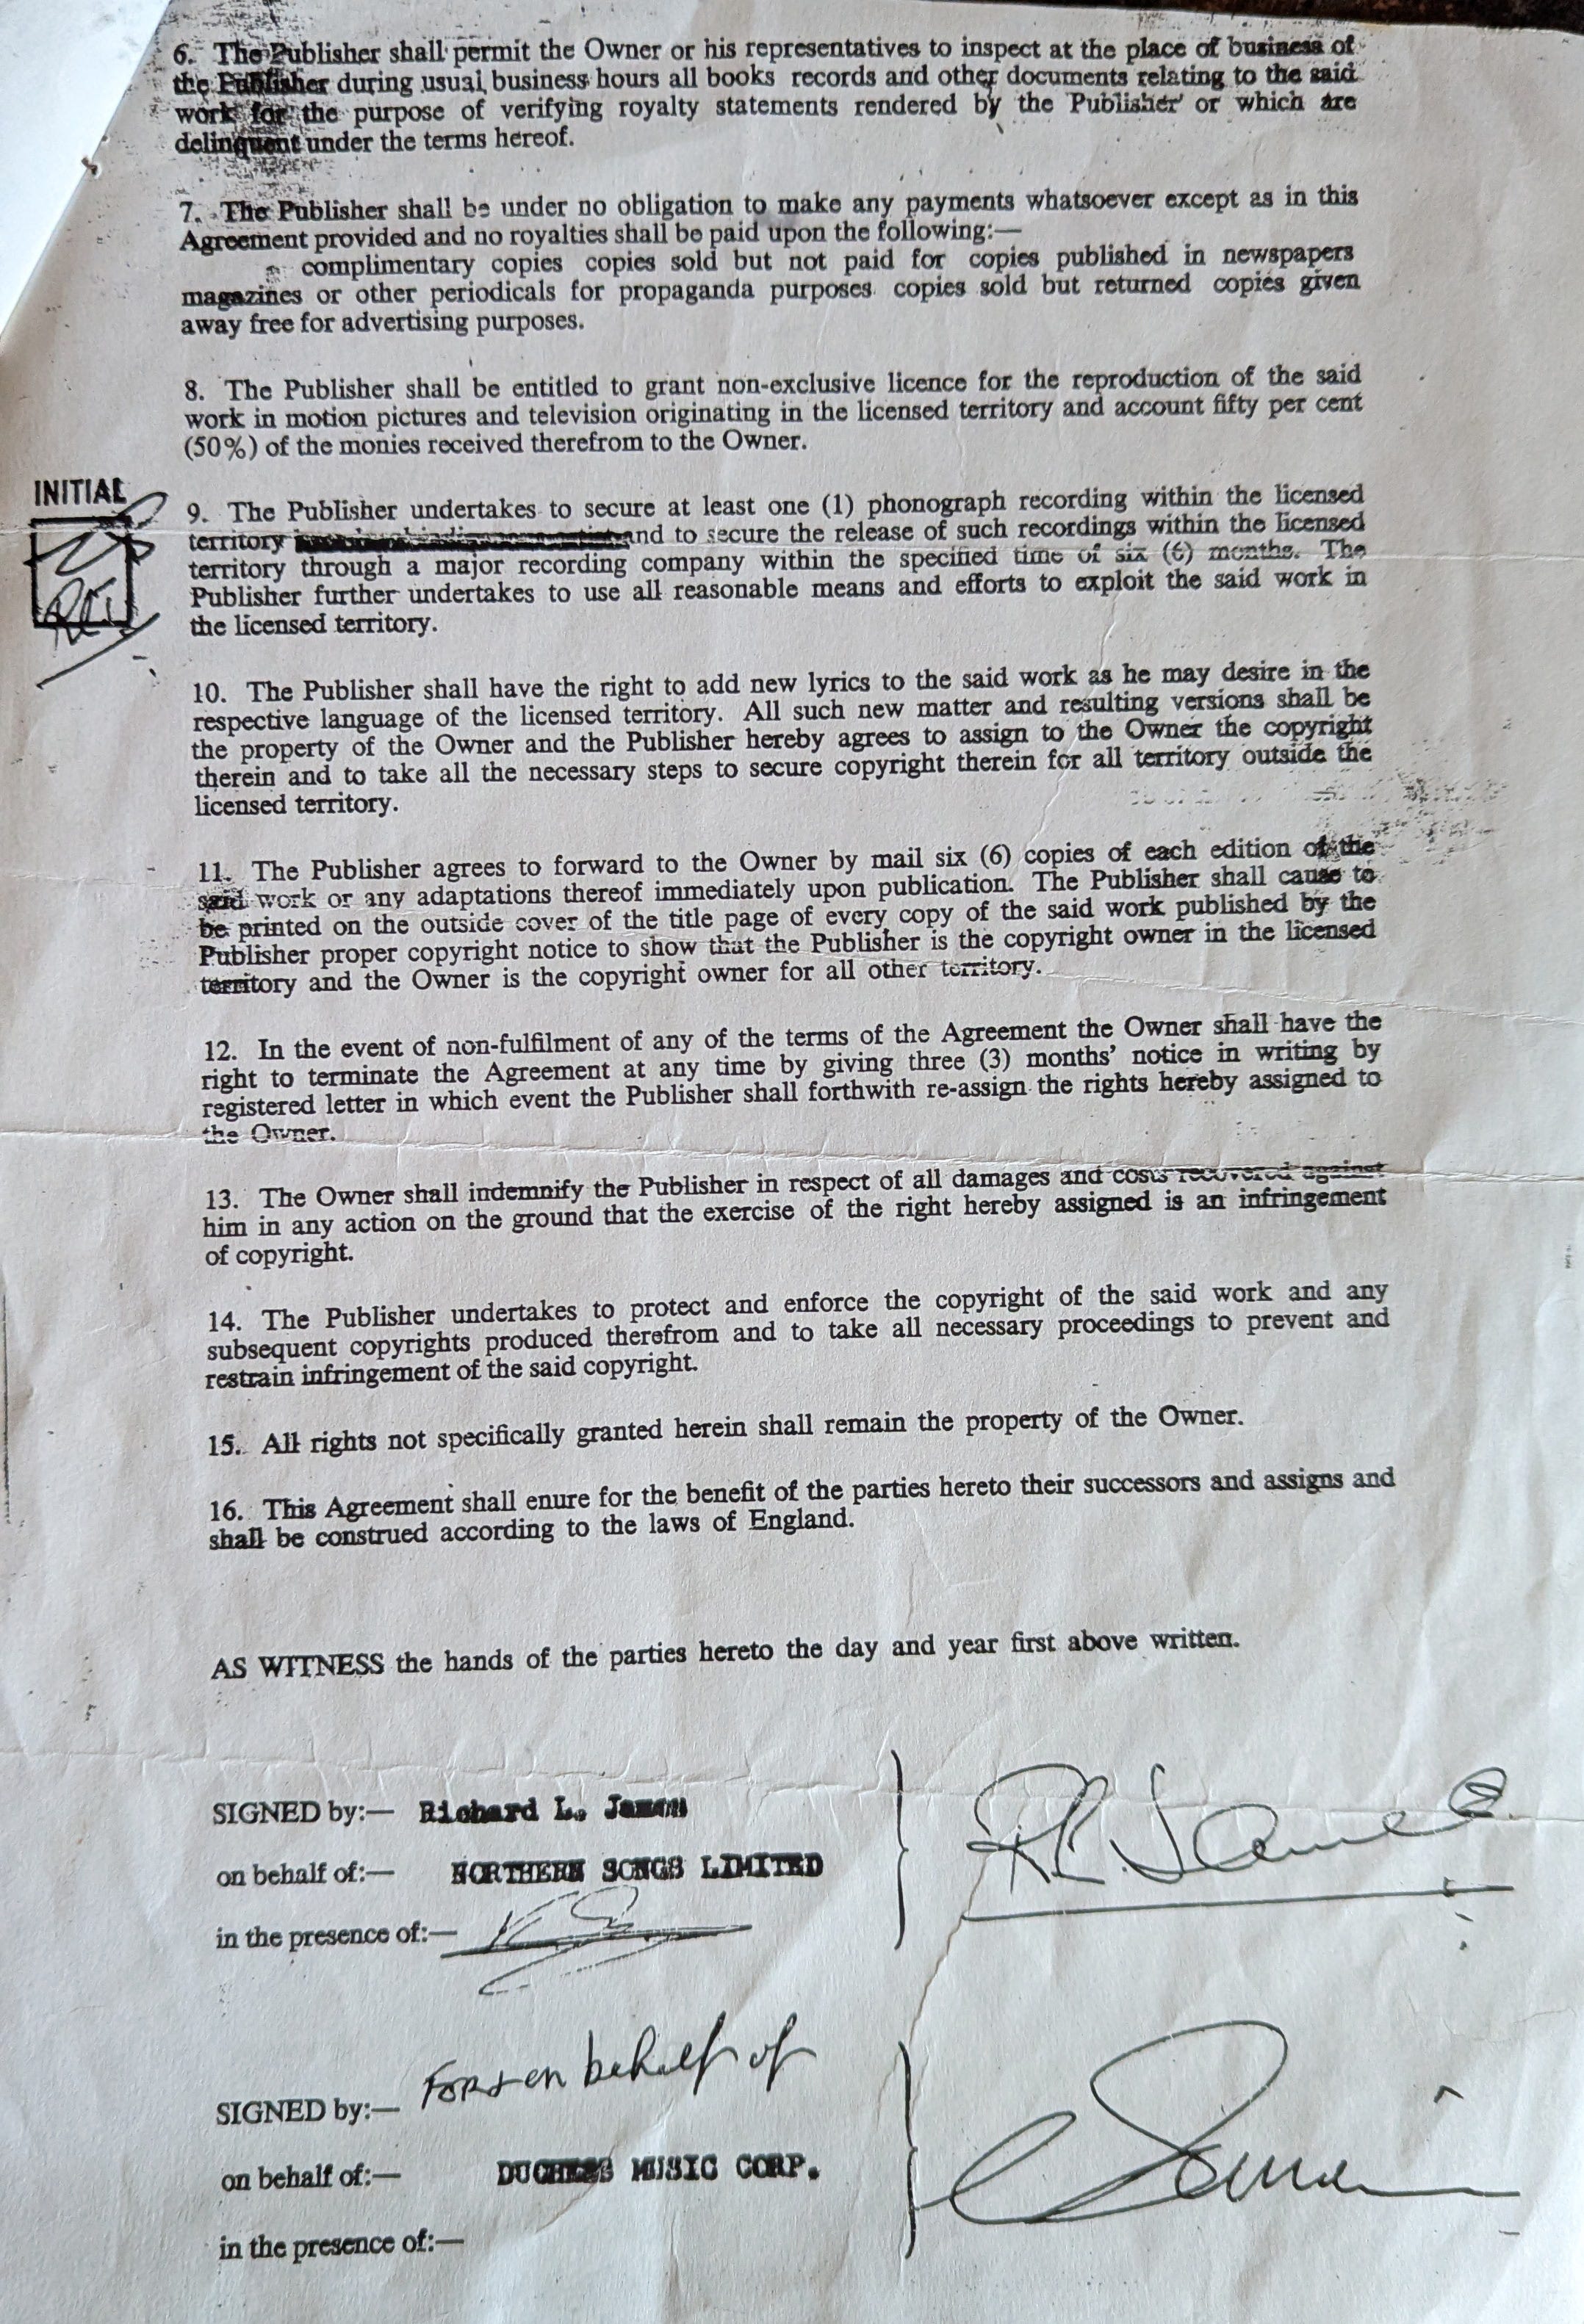 6. The Publisher shall permit the Owner or his representatives to inspect at the place of business of
the Publisher during usual business hours all books records and other documents relating to the said
work for the purpose of verifying royalty statements rendered by the Publisher or which are
delinquent under the terms hereof.
7. The Publisher shall be under no obligation to make any payments whatsoever except as in this
Agreement provided and no royalties shall be paid upon the following:—
complimentary copies copies sold but not paid for copies published in newspapers
magazines or other periodicals for propaganda purposes copies sold but returned copies given
away free for advertising purposes.
8. The Publisher shall be entitled to grant non-exclusive licence for the reproduction of the said
work in motion pictures and television originating in the licensed territory and account fifty per cent
(50%) of the monies received therefrom to the Owner.
INITIAL
9. The Publisher undertakes to secure at least one (1) phonograph recording within the licensed
territory and to secure the release of such recordings within the licensed
territory through a major recording company within the specified time of six (6) months. The
Publisher further undertakes to use all reasonable means and efforts to exploit the said work in
the licensed territory.
10. The Publisher shall have the right to add new lyrics to the said work as he may desire in the
respective language of the licensed territory. All such new matter and resulting versions shall be
the property of the Owner and the Publisher hereby agrees to assign to the Owner the copyright
therein and to take all the necessary steps to secure copyright therein for all territory outside the
licensed territory.
11. The Publisher agrees to forward to the Owner by mail six (6) copies of each edition of the
said work or any adaptations thereof immediately upon publication. The Publisher shall cause to
be printed on the outside cover of the title page of every copy of the said work published by the
Publisher proper copyright notice to show that the Publisher is the copyright owner in the licensed
territory and the Owner is the copyright owner for all other territory.
12. In the event of non-fulfilment of any of the terms of the Agreement the Owner shall have the
right to terminate the Agreement at any time by giving three (3) months' notice in writing by
registered letter in which event the Publisher shall forthwith re-assign the rights hereby assigned to
the Owner.
13. The Owner shall indemnify the Publisher in respect of all damages and costs recovered against
him in any action on the ground that the exercise of the right hereby assigned is an infringement
of copyright.
14. The Publisher undertakes to protect and enforce the copyright of the said work and any
subsequent copyrights produced therefrom and to take all necessary proceedings to prevent and
restrain infringement of the said copyright.
15. All rights not specifically granted herein shall remain the property of the Owner.
16. This Agreement shall enure for the benefit of the parties hereto their successors and assigns and
shall be construed according to the laws of England.
AS WITNESS the hands of the parties hereto the day and year first above written.
SIGNED by:— Richard L. James
R L. James
on behalf of:— NORTHERN SONGS LIMITED
in the presence of:—
SIGNED by:— For & on behalf of
on behalf of:— DUCHESS MUSIC CORP.
in the presence of:—